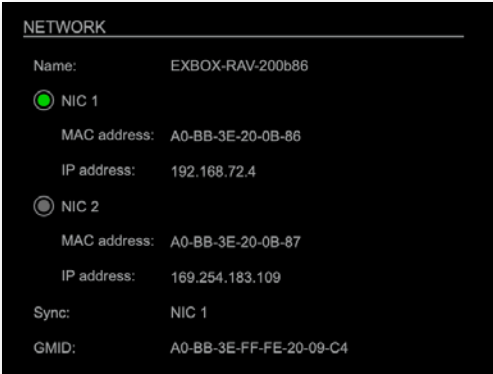 NETWORK
Name: EXBOX-RAV-200b86
NIC 1
MAC address: A0-BB-3E-20-0B-86
IP address: 192.168.72.4
NIC 2
MAC address: A0-BB-3E-20-0B-87
IP address: 169.254.183.109
Sync: NIC 1
GMID: A0-BB-3E-FF-FE-20-09-C4